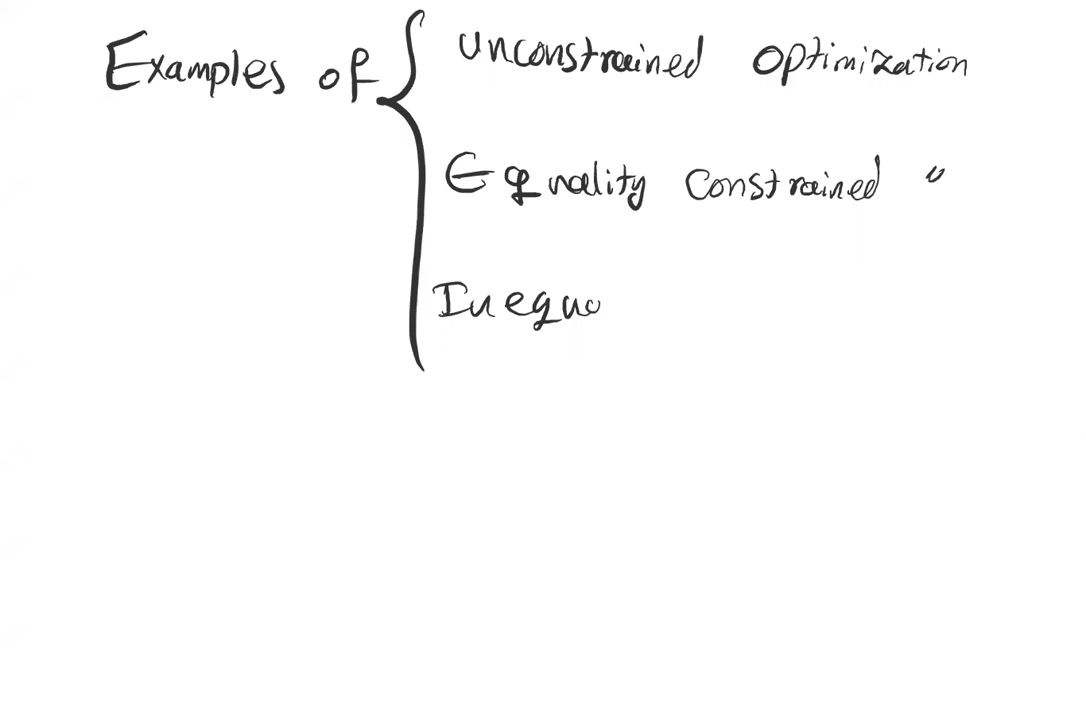 Examples of { unconstrained optimization
Equality constrained "
Inequa